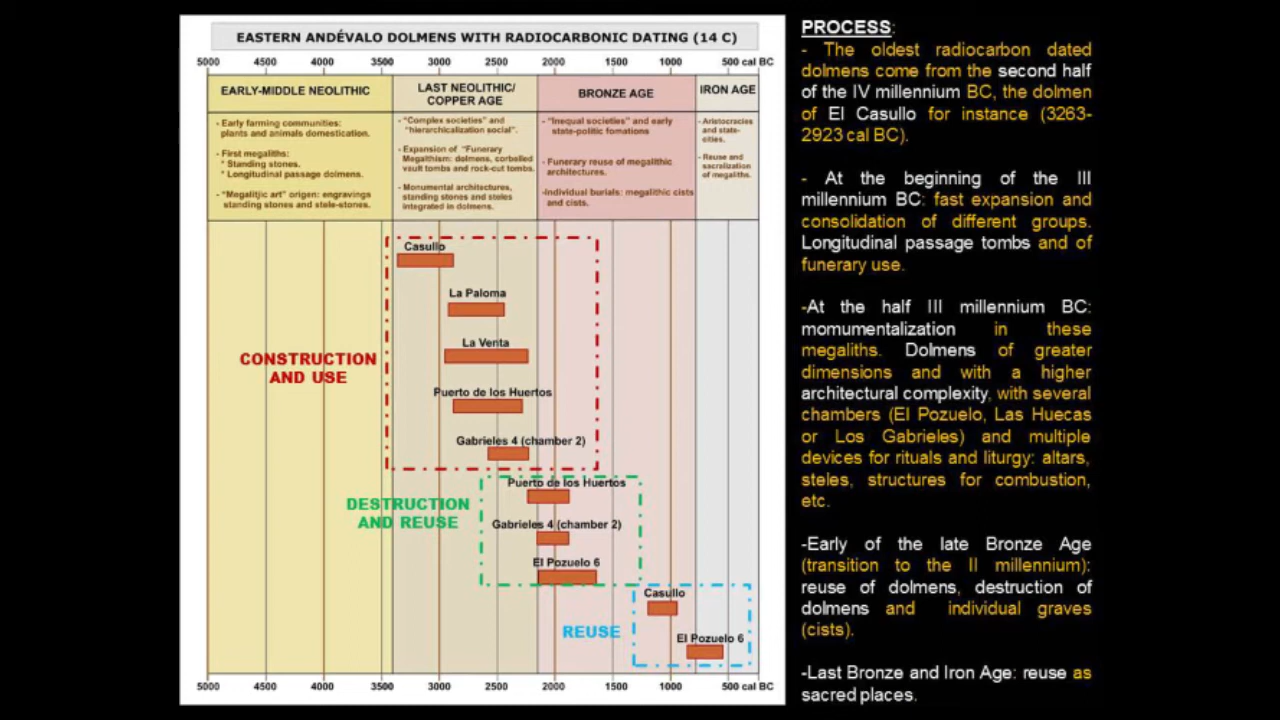 EASTERN ANDÉVALO DOLMENS WITH RADIOCARBONIC DATING (14 C)
5000 4500 4000 3500 3000 2500 2000 1500 1000 500 cal BC
EARLY-MIDDLE NEOLITHIC
- Early farming communities:
plants and animals domestication.
- First megaliths:
* Standing stones.
* Longitudinal passage dolmens.
- “Megalitjic art” origin: engravings
standing stones and stele-stones.
LAST NEOLITHIC/
COPPER AGE
- “Complex societies” and
“hierarchicalization social”.
- Expansion of “Funerary
Megalthism: dolmens, corbelled
vault tombs and rock-cut tombs.
- Monumental architectures,
standing stones and steles
integrated in dolmens.
BRONZE AGE
- “Inequal societies” and early
state-politic fomations
- Funerary reuse of megalithic
architectures.
-Individual burials: megalithic cists
and cists.
IRON AGE
- Aristocracies
and state-
cities.
- Reuse and
sacralization
of megaliths.
Casullo
La Paloma
La Venta
CONSTRUCTION
AND USE
Puerto de los Huertos
Gabrieles 4 (chamber 2)
Puerto de los Huertos
DESTRUCTION
AND REUSE
Gabrieles 4 (chamber 2)
El Pozuelo 6
Casullo
REUSE
El Pozuelo 6
5000 4500 4000 3500 3000 2500 2000 1500 1000 500 cal BC
PROCESS:
- The oldest radiocarbon dated
dolmens come from the second half
of the IV millennium BC, the dolmen
of El Casullo for instance (3263-
2923 cal BC).
- At the beginning of the III
millennium BC: fast expansion and
consolidation of different groups.
Longitudinal passage tombs and of
funerary use.
-At the half III millennium BC:
momumentalization in these
megaliths. Dolmens of greater
dimensions and with a higher
architectural complexity, with several
chambers (El Pozuelo, Las Huecas
or Los Gabrieles) and multiple
devices for rituals and liturgy: altars,
steles, structures for combustion,
etc.
-Early of the late Bronze Age
(transition to the II millennium):
reuse of dolmens, destruction of
dolmens and individual graves
(cists).
-Last Bronze and Iron Age: reuse as
sacred places.